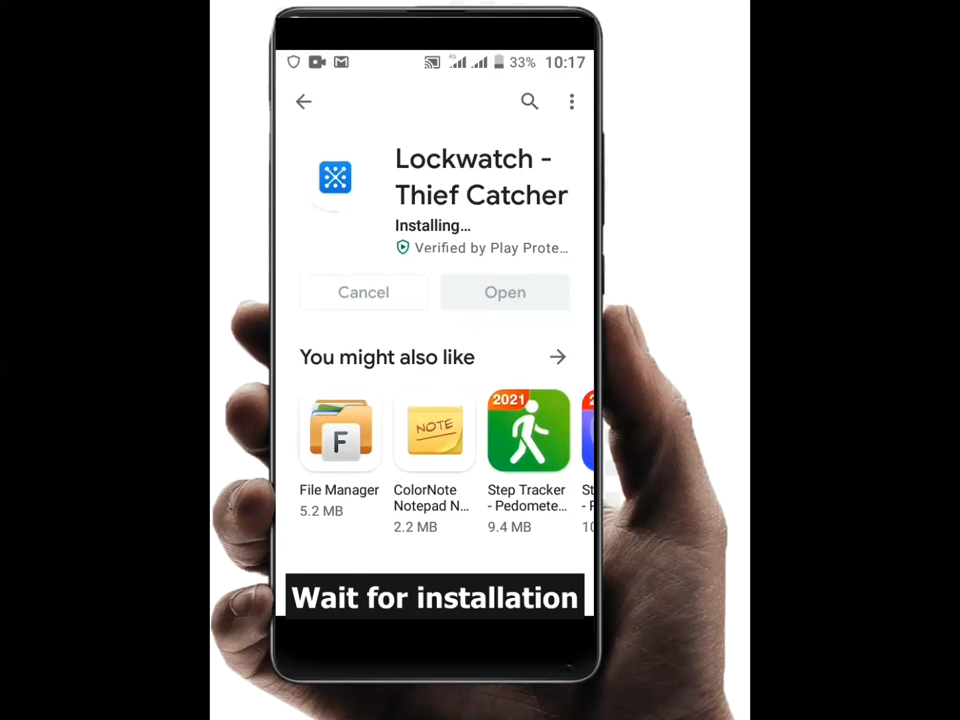 33% 10:17
Lockwatch -
Thief Catcher
Installing...
Verified by Play Prote...
Cancel Open
You might also like →
2021
NOTE
F
File Manager ColorNote Step Tracker
Notepad N... - Pedomete...
5.2 MB 2.2 MB 9.4 MB
Wait for installation